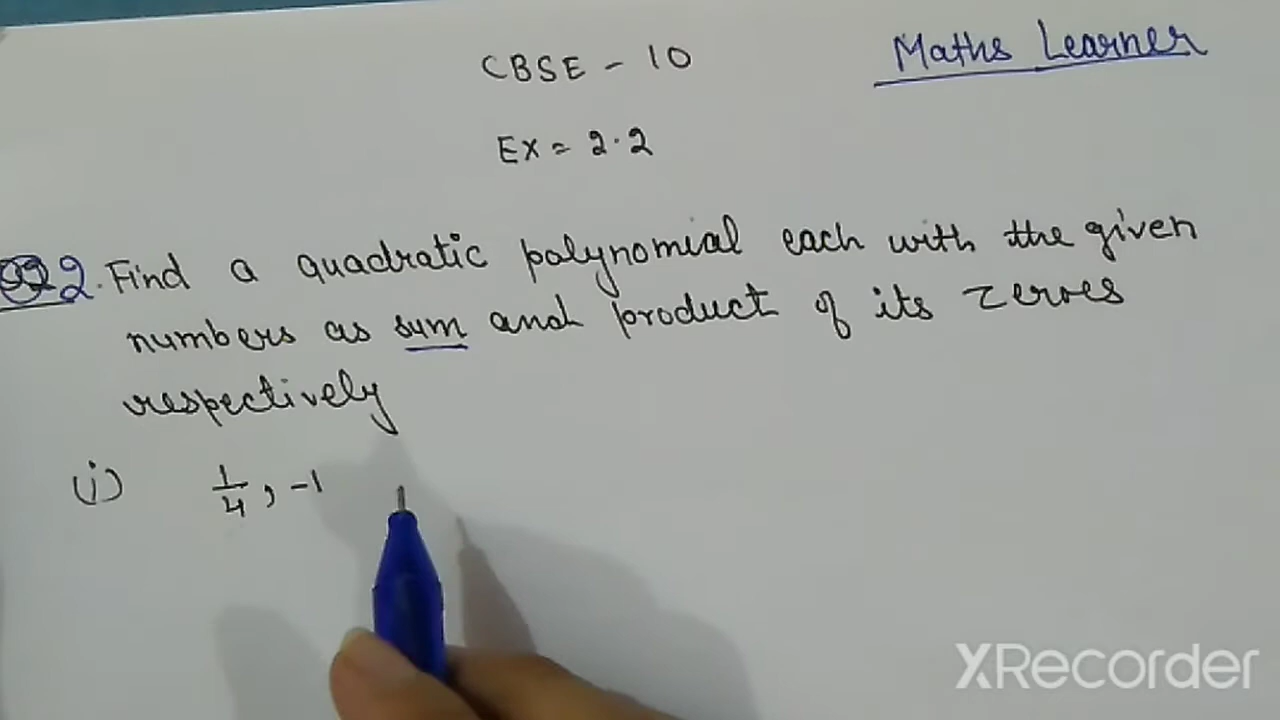 CBSE - 10
Maths Learner
Ex = 2.2
2. Find a quadratic polynomial each with the given
numbers as sum and product of its zeroes
respectively
(i) 1/4, -1
XRecorder